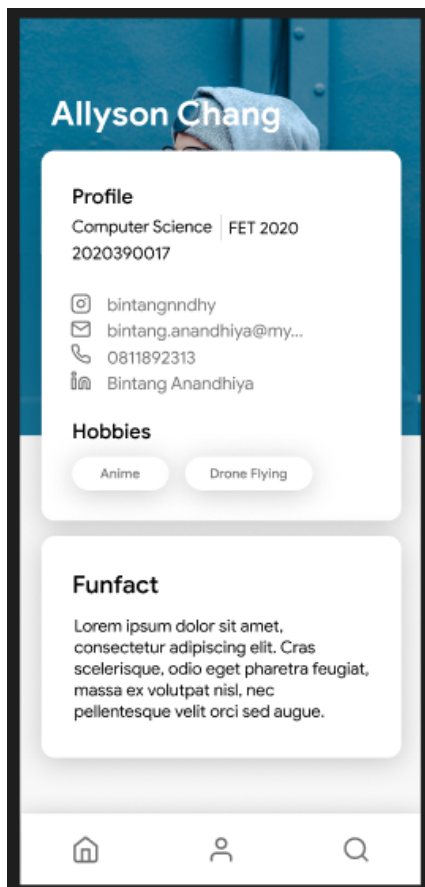 Allyson Chang
Profile
Computer Science | FET 2020
2020390017
bintangnndhy
bintang.anandhiya@my...
0811892313
Bintang Anandhiya
Hobbies
Anime
Drone Flying
Funfact
Lorem ipsum dolor sit amet,
consectetur adipiscing elit. Cras
scelerisque, odio eget pharetra feugiat,
massa ex volutpat nisl, nec
pellentesque velit orci sed augue.